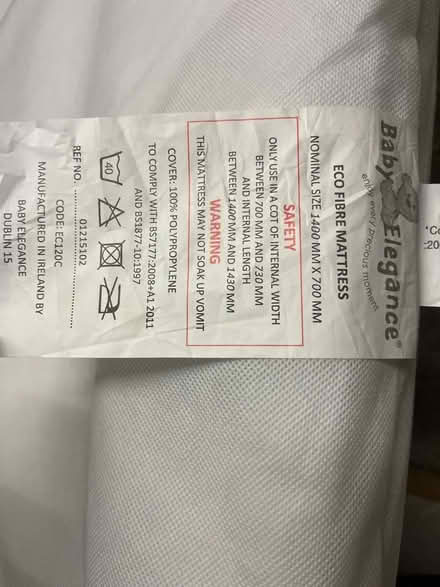 Baby Elegance®
enjoy every precious moment
ECO FIBRE MATTRESS
NOMINAL SIZE 1400 MM X 700 MM
SAFETY
ONLY USE IN A COT OF INTERNAL WIDTH
BETWEEN 700 MM AND 730 MM
AND INTERNAL LENGTH
BETWEEN 1400 MM AND 1430 MM
WARNING
THIS MATTRESS MAY NOT SOAK UP VOMIT
COVER: 100% POLYPROPYLENE
TO COMPLY WITH BS7177:2008+A1 2011
AND BS1877-10:1997
40
REF NO. 01215102
CODE: EC120C
MANUFACTURED IN IRELAND BY
BABY ELEGANCE
DUBLIN 15